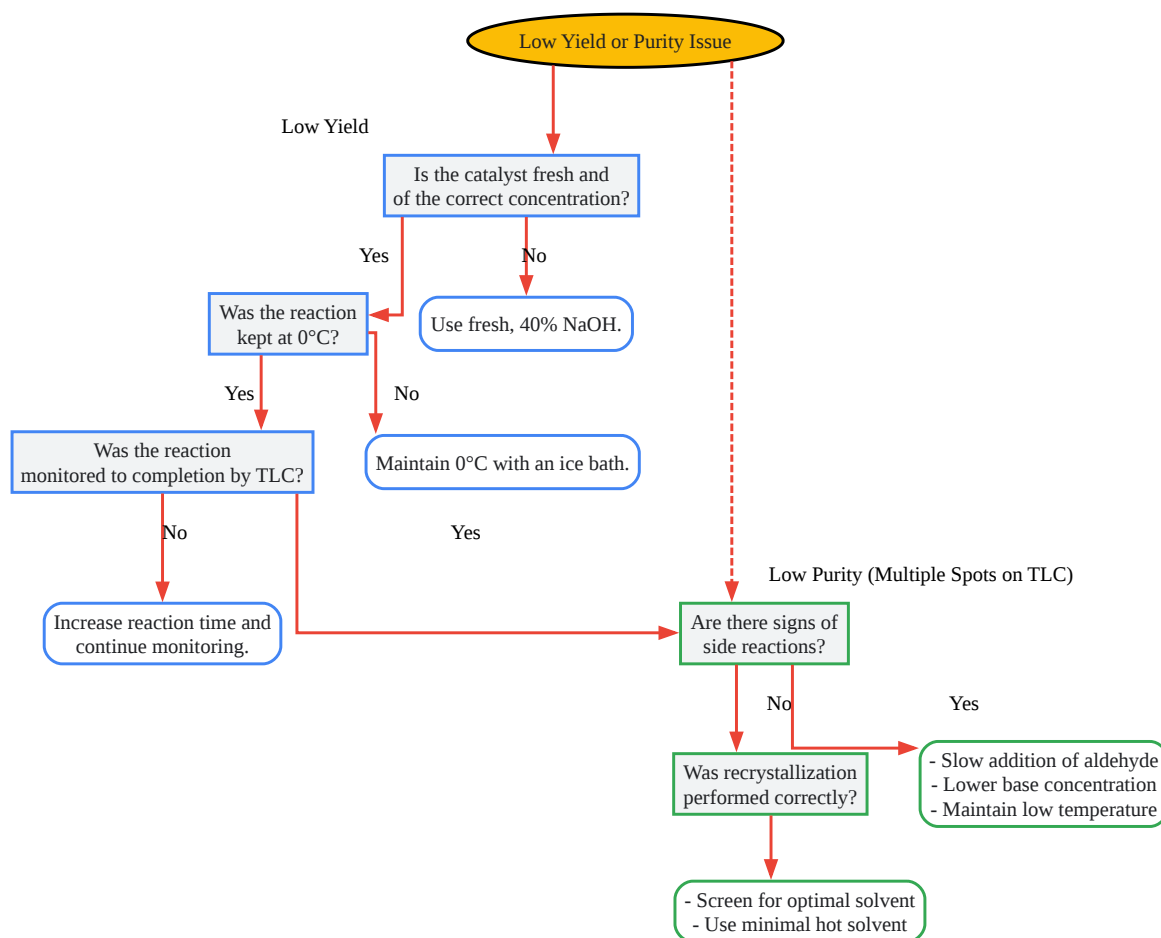 Low Yield or Purity Issue
Low Yield
Is the catalyst fresh and
of the correct concentration?
Yes
No
Was the reaction
kept at 0°C?
Use fresh, 40% NaOH.
Yes
No
Was the reaction
monitored to completion by TLC?
Maintain 0°C with an ice bath.
No
Yes
Low Purity (Multiple Spots on TLC)
Increase reaction time and
continue monitoring.
Are there signs of
side reactions?
No
Yes
Was recrystallization
performed correctly?
- Slow addition of aldehyde
- Lower base concentration
- Maintain low temperature
- Screen for optimal solvent
- Use minimal hot solvent